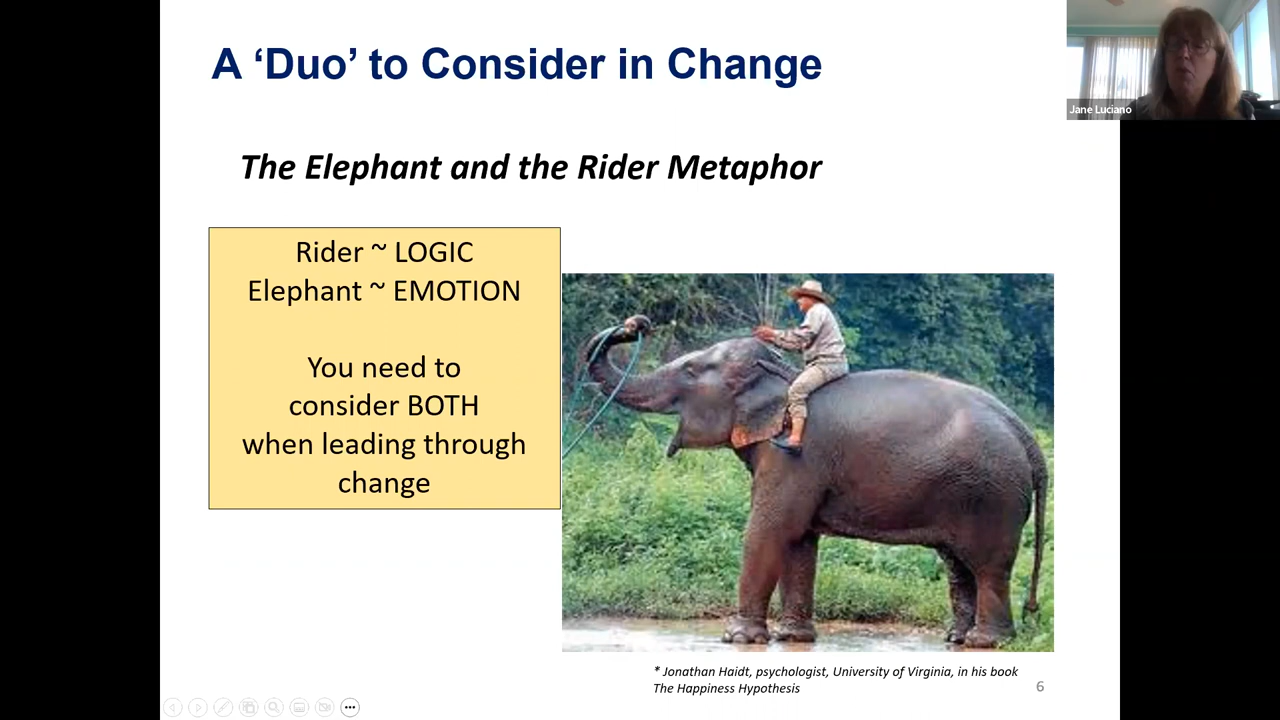 A ‘Duo’ to Consider in Change
Jane Luciano
The Elephant and the Rider Metaphor
Rider ~ LOGIC
Elephant ~ EMOTION
You need to
consider BOTH
when leading through
change
* Jonathan Haidt, psychologist, University of Virginia, in his book
The Happiness Hypothesis
6